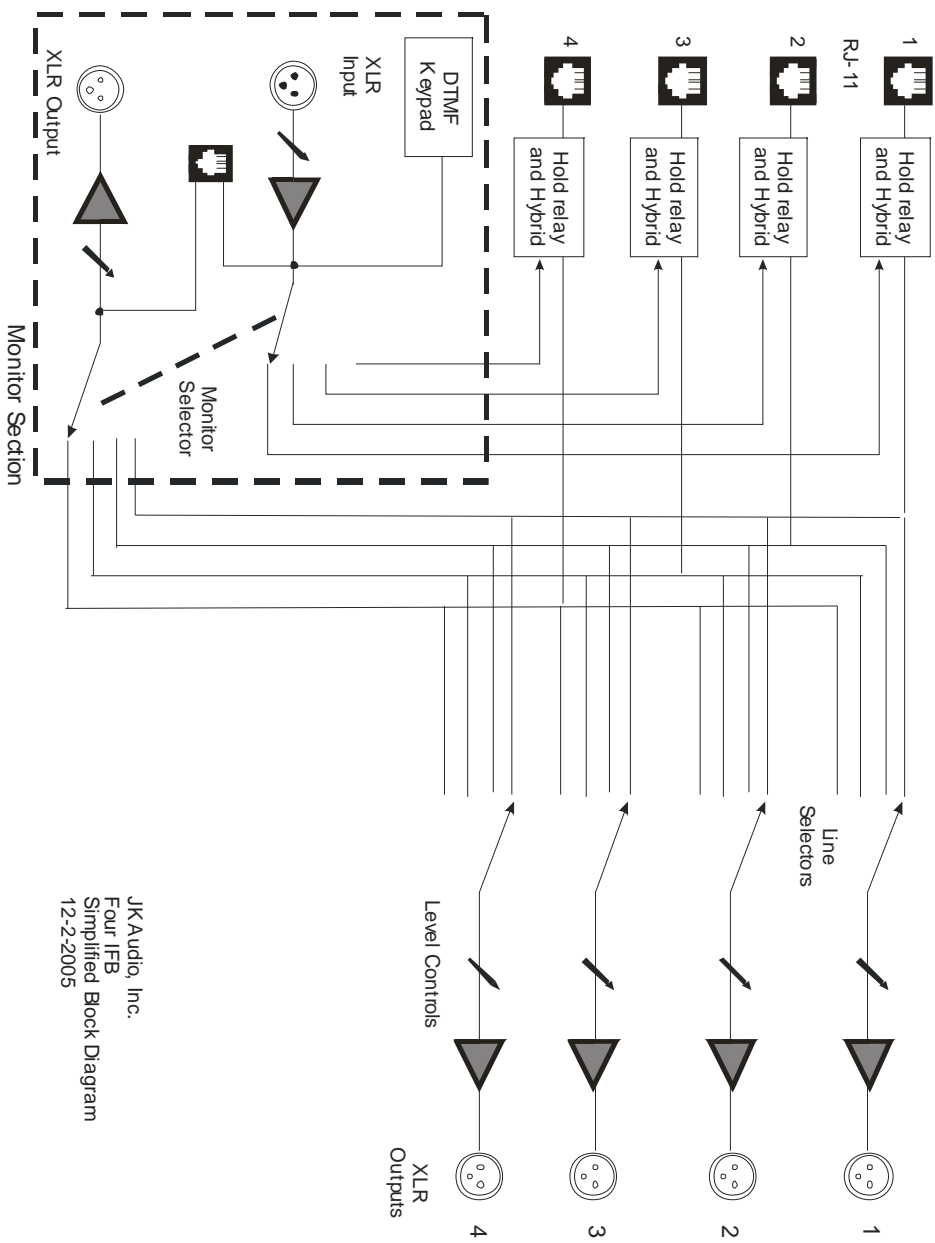 RJ-11
1
2
3
4
Hold relay
and Hybrid
Hold relay
and Hybrid
Hold relay
and Hybrid
Hold relay
and Hybrid
DTMF
Keypad
XLR
Input
XLR Output
Monitor
Selector
Monitor Section
Line
Selectors
Level Controls
XLR
Outputs
1
2
3
4
JK Audio, Inc.
Four IFB
Simplified Block Diagram
12-2-2005